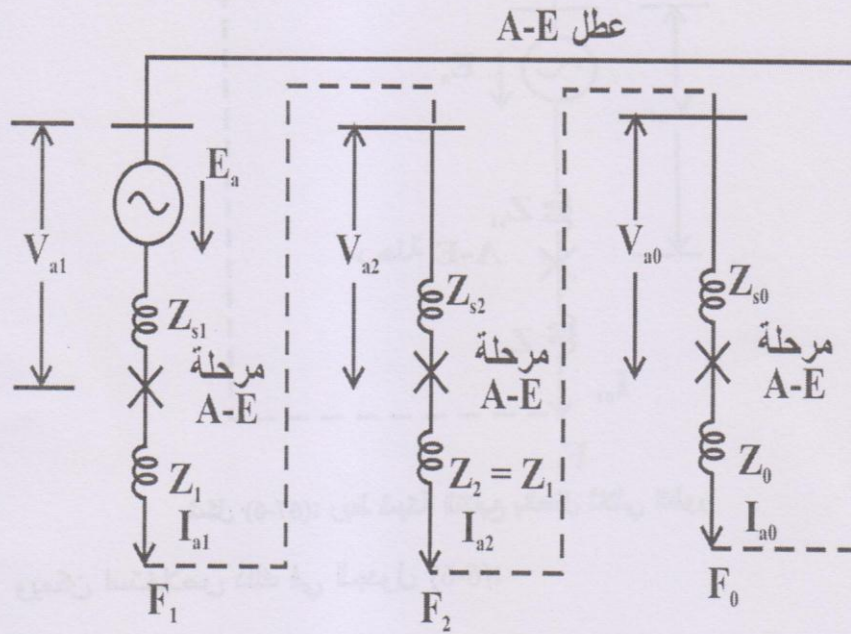 عطل A-E
E_a
V_a1
V_a2
V_a0
Z_s1
Z_s2
Z_s0
مرحلة
A-E
مرحلة
A-E
مرحلة
A-E
Z_1
Z_2 = Z_1
Z_0
I_a1
I_a2
I_a0
F_1
F_2
F_0